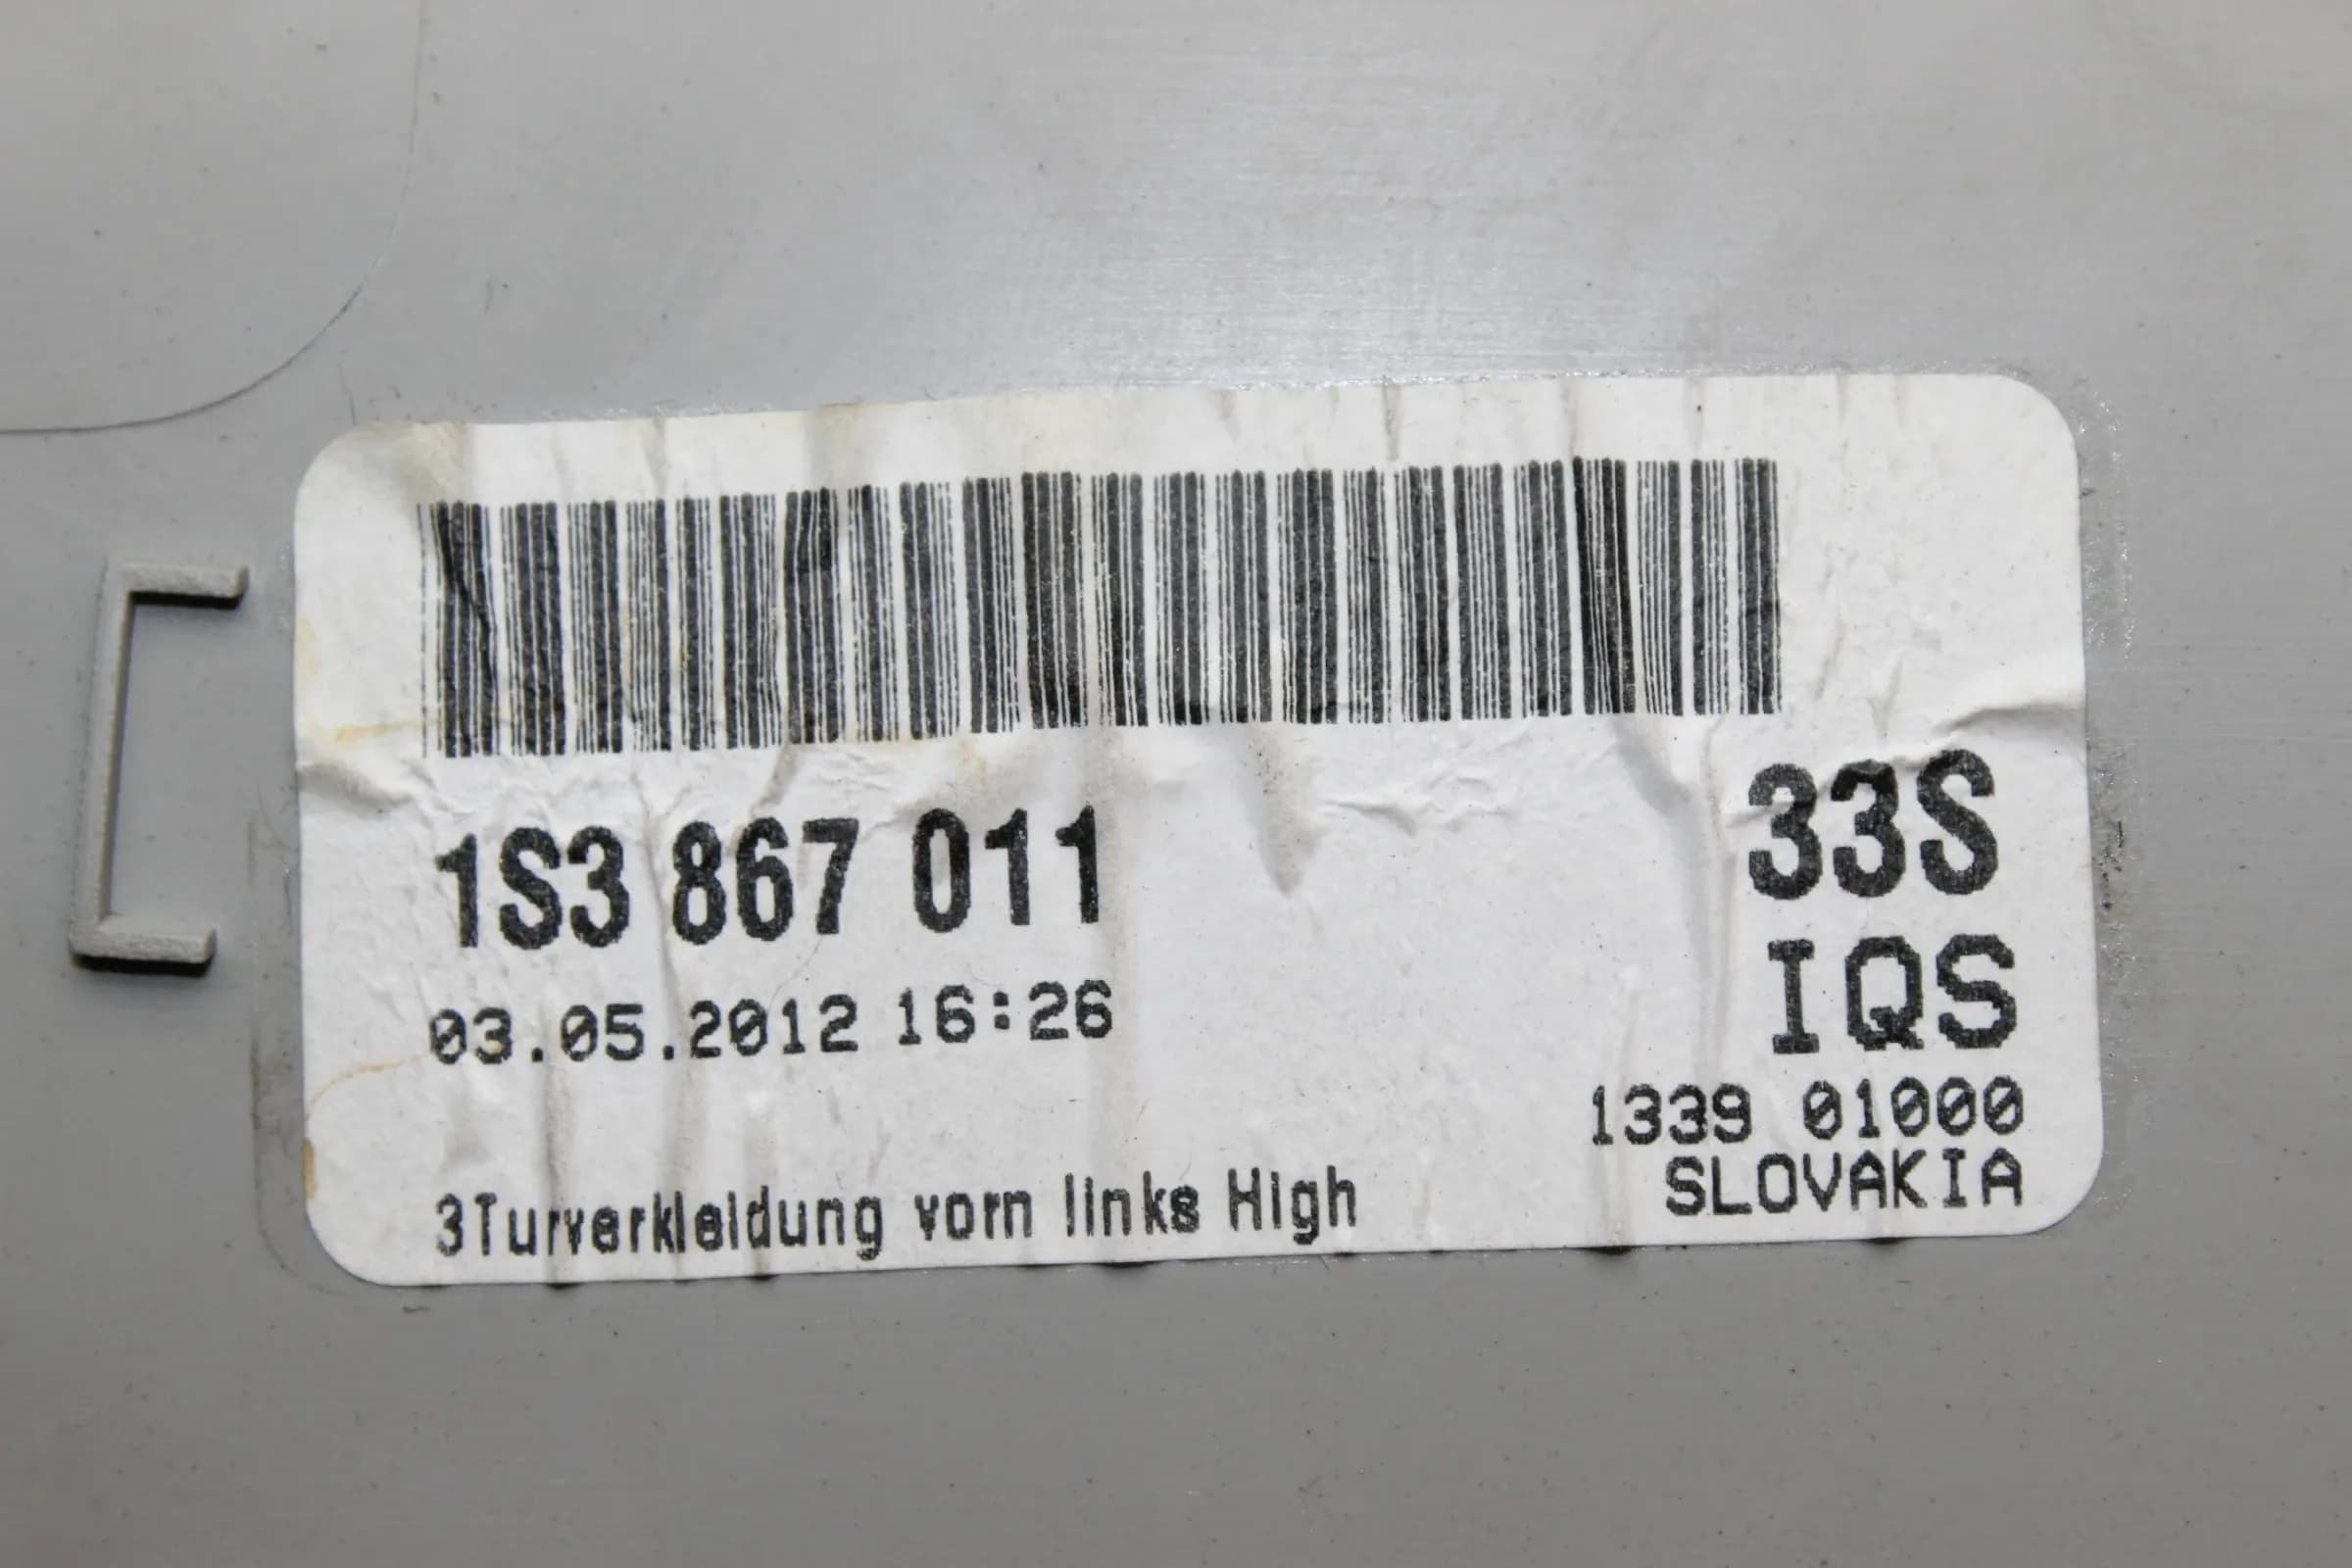 1S3 867 011
33S
IQS
03.05.2012 16:26
1339 01000
SLOVAKIA
3Turverkleidung vorn links High